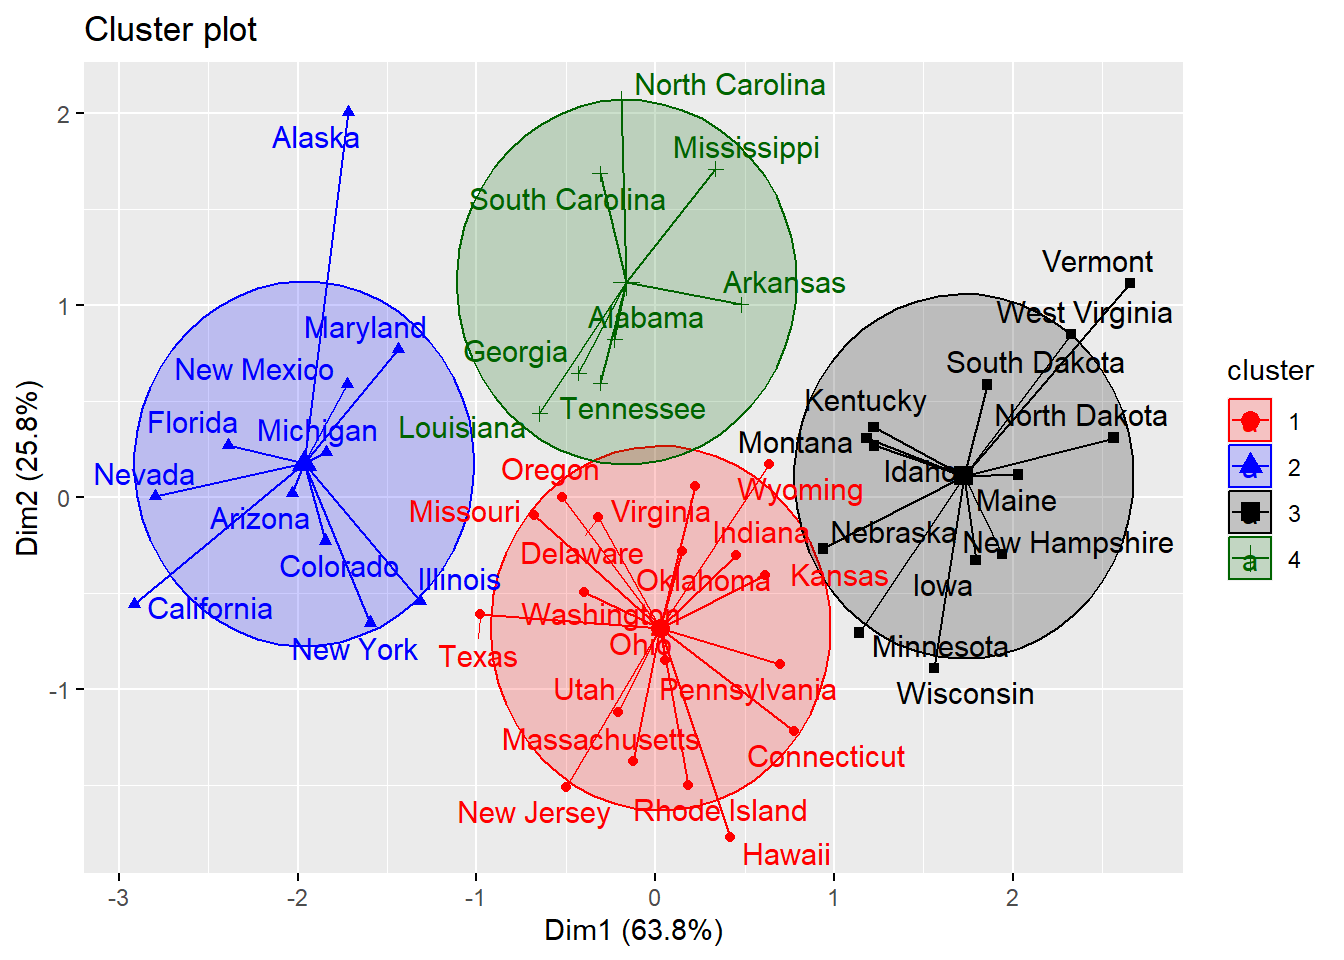 Cluster plot
North Carolina
Alaska
Mississippi
South Carolina
Vermont
Arkansas
West Virginia
Alabama
Maryland
Georgia
South Dakota
New Mexico
Kentucky
Tennessee
North Dakota
Florida
Michigan
Louisiana
Montana
Oregon
Idaho
Nevada
Wyoming
Maine
Missouri
Virginia
Arizona
Indiana
Nebraska
New Hampshire
Delaware
Colorado
Illinois
Oklahoma
Kansas
Iowa
California
Washington
Ohio
New York
Minnesota
Texas
Utah
Pennsylvania
Wisconsin
Massachusetts
Connecticut
New Jersey
Rhode Island
Hawaii
2
1
0
-1
Dim2 (25.8%)
-3
-2
-1
0
1
2
Dim1 (63.8%)
cluster
a 1
a 2
a 3
a 4